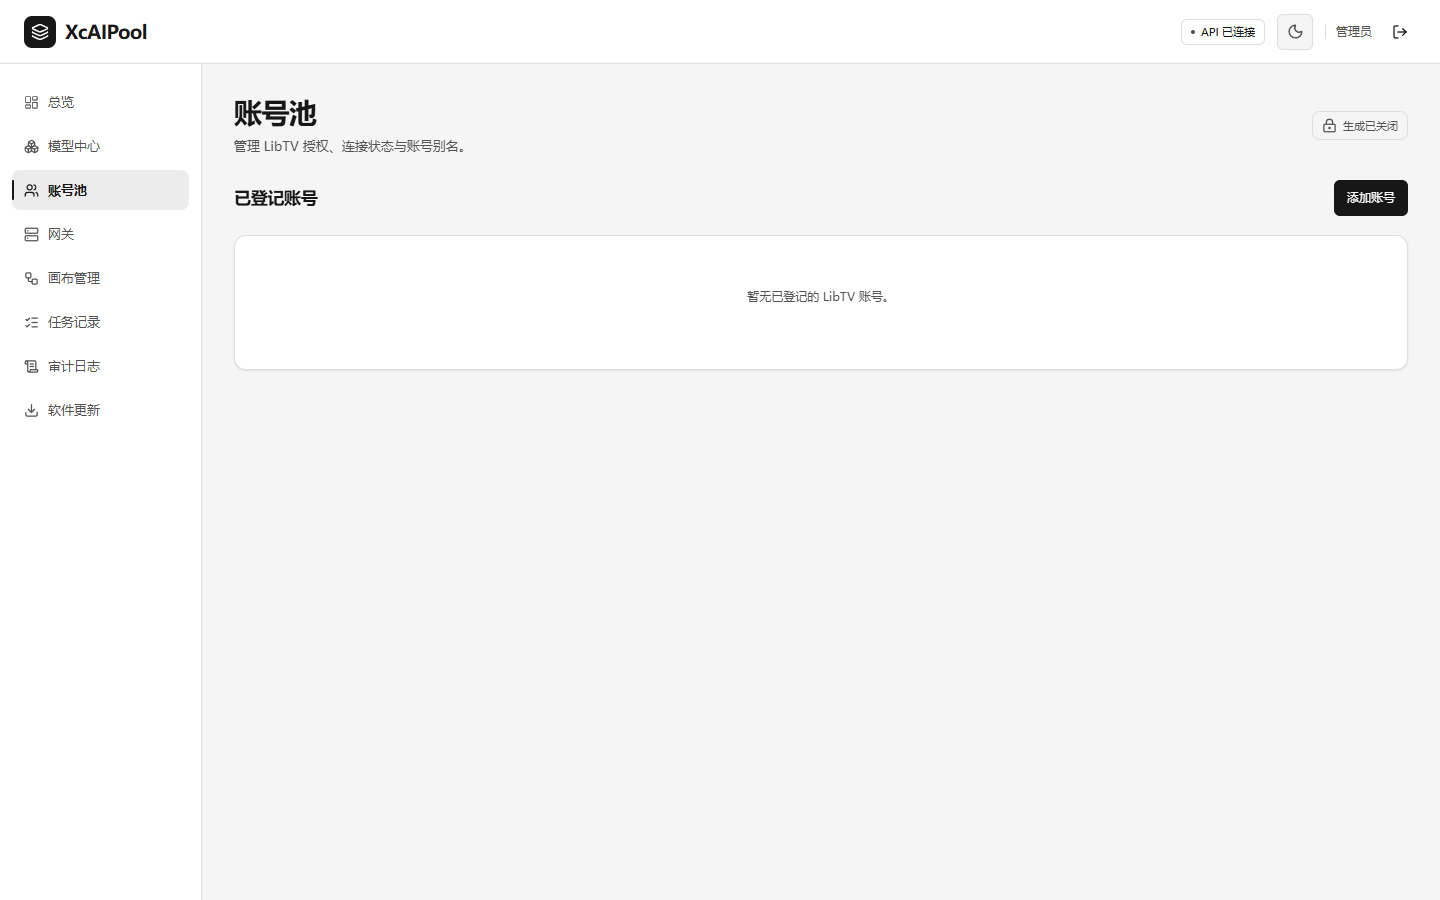 XcAIPool
API 已连接
管理员
总览
模型中心
账号池
网关
画布管理
任务记录
审计日志
软件更新
账号池
管理 LibTV 授权、连接状态与账号别名。
生成已关闭
已登记账号
添加账号
暂无已登记的 LibTV 账号。